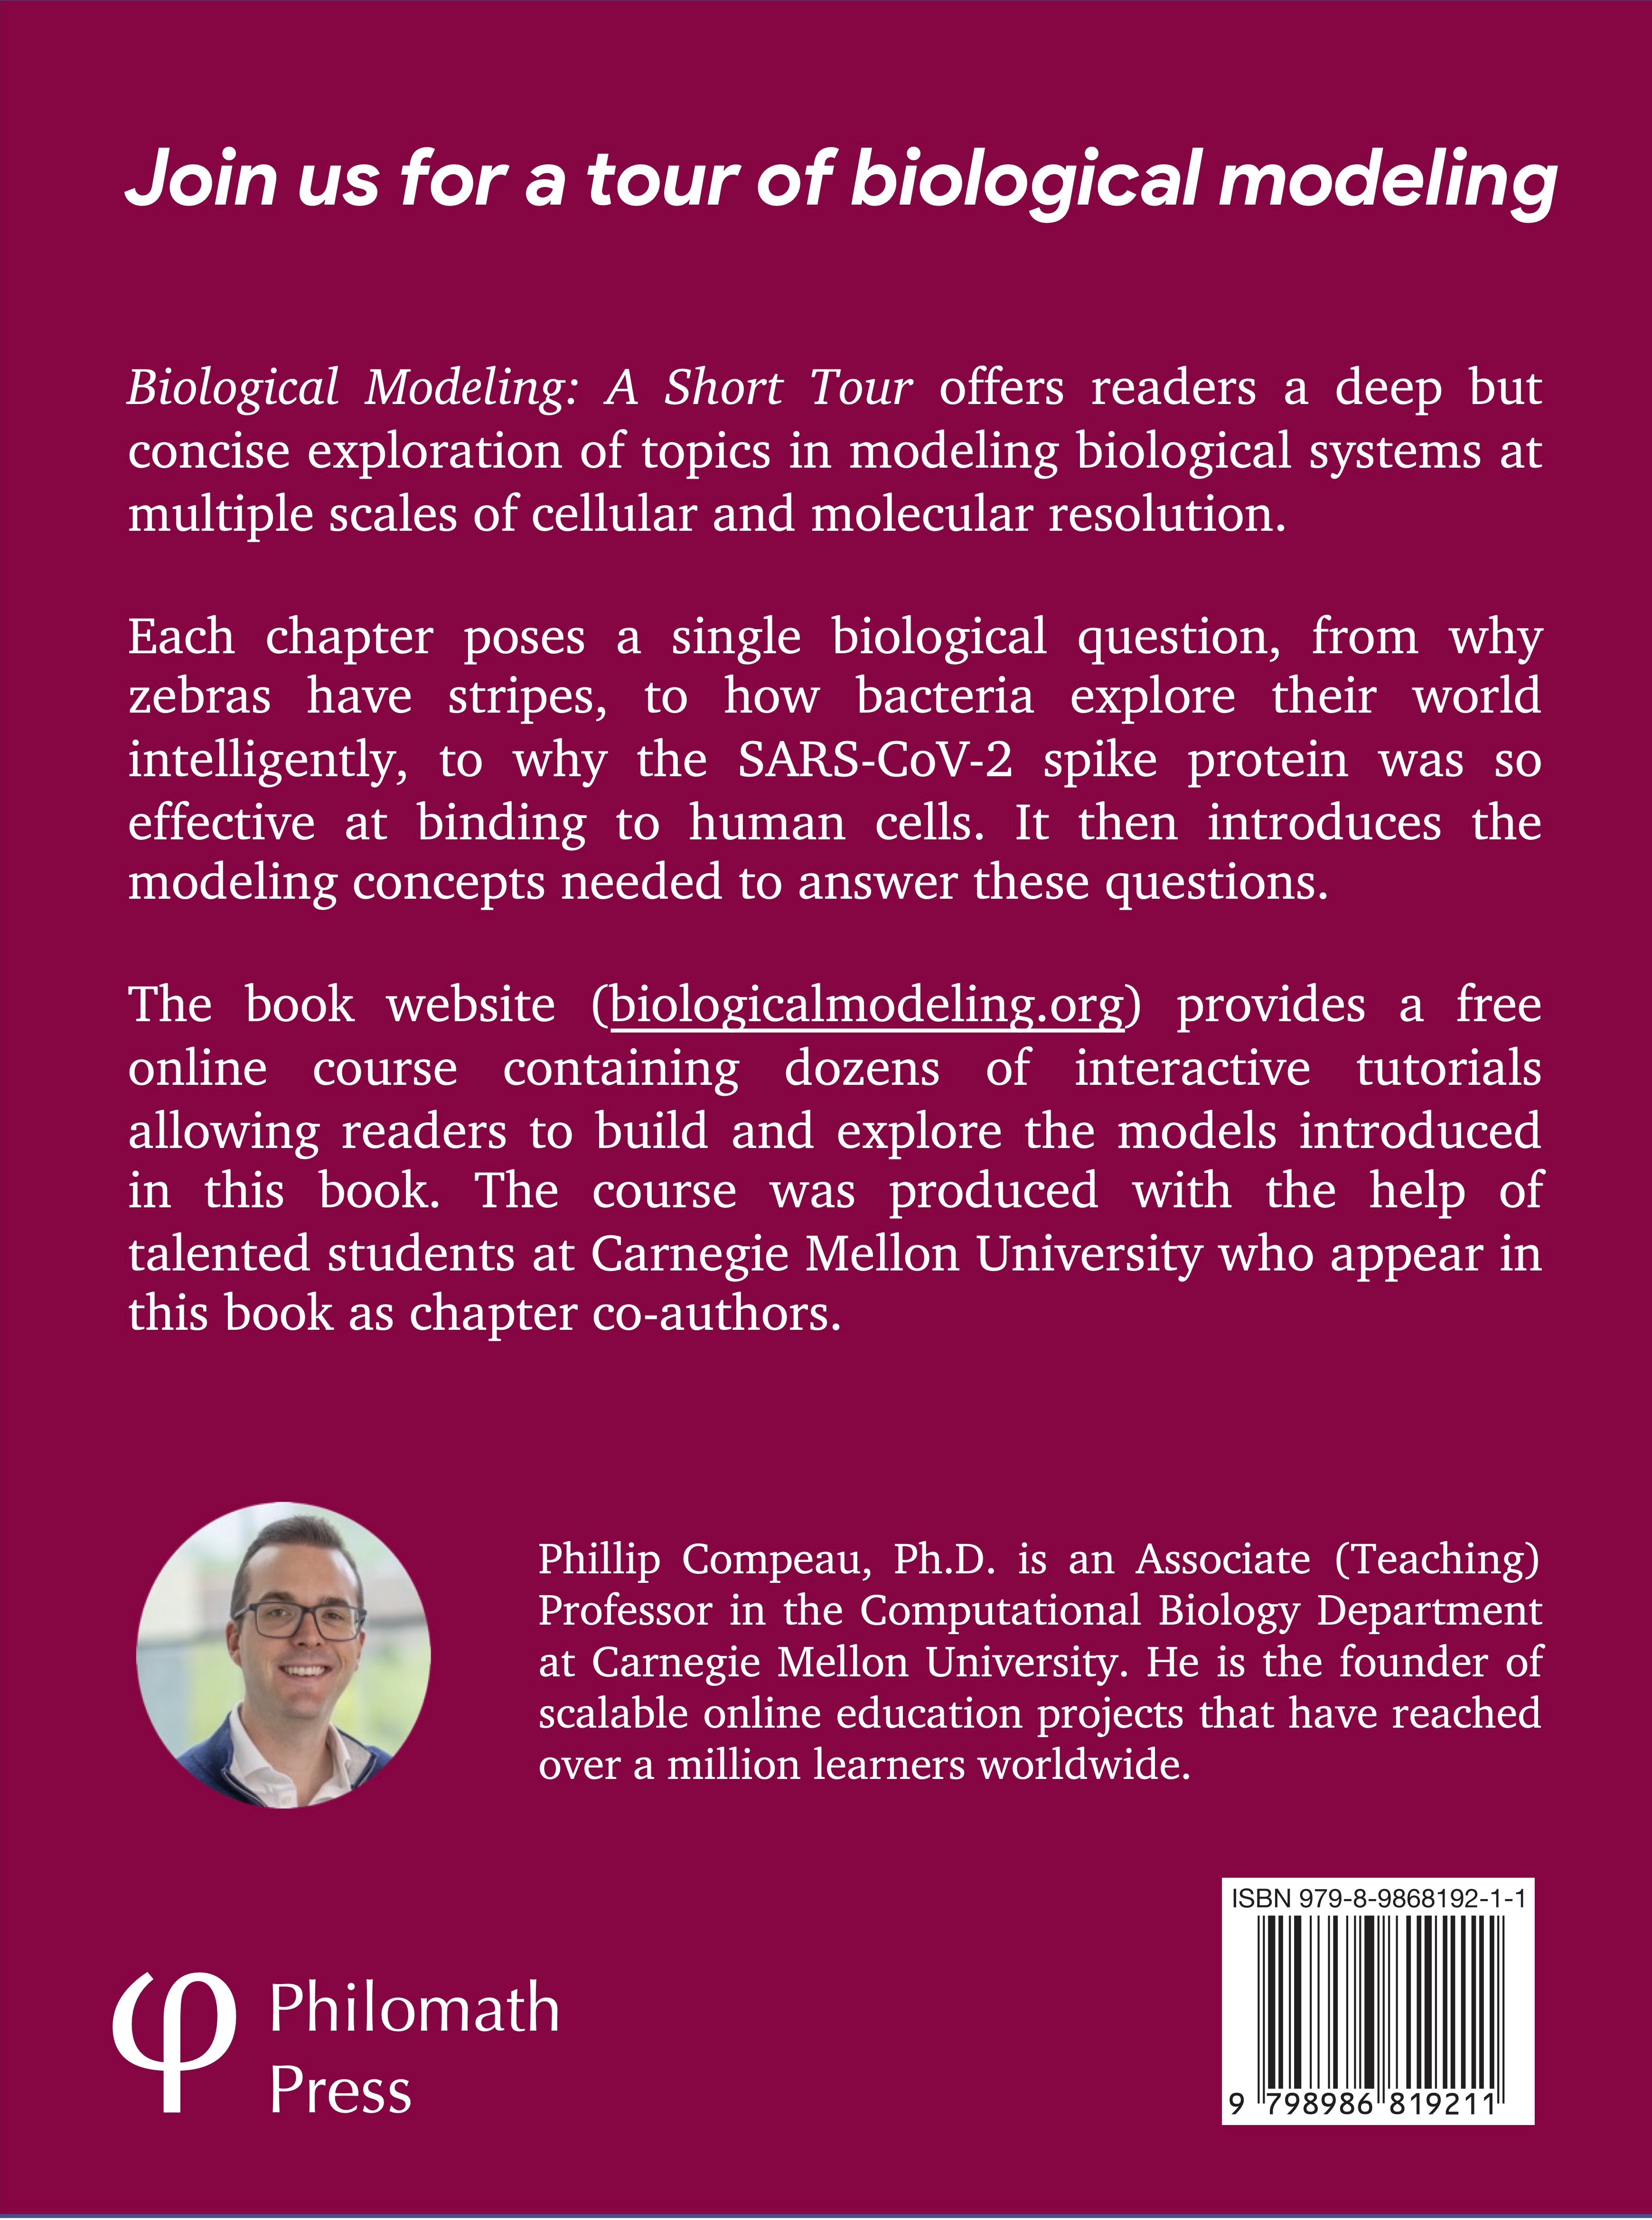 Join us for a tour of biological modeling
Biological Modeling: A Short Tour offers readers a deep but
concise exploration of topics in modeling biological systems at
multiple scales of cellular and molecular resolution.
Each chapter poses a single biological question, from why
zebras have stripes, to how bacteria explore their world
intelligently, to why the SARS-CoV-2 spike protein was so
effective at binding to human cells. It then introduces the
modeling concepts needed to answer these questions.
The book website (biologicalmodeling.org) provides a free
online course containing dozens of interactive tutorials
allowing readers to build and explore the models introduced
in this book. The course was produced with the help of
talented students at Carnegie Mellon University who appear in
this book as chapter co-authors.
Phillip Compeau, Ph.D. is an Associate (Teaching)
Professor in the Computational Biology Department
at Carnegie Mellon University. He is the founder of
scalable online education projects that have reached
over a million learners worldwide.
φ Philomath
Press
ISBN 979-8-9868192-1-1
9 798986 819211